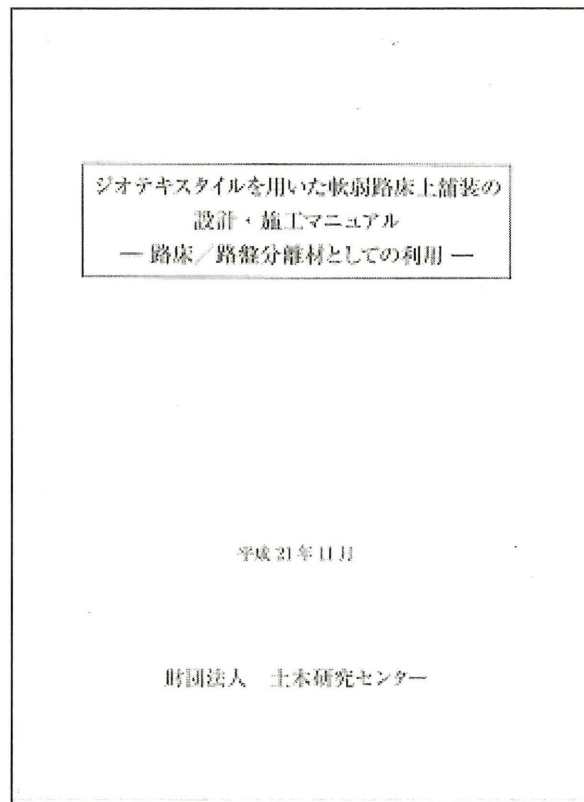 ジオテキスタイルを用いた軟弱路床上舗装の
設計・施工マニュアル
― 路床／路盤分離材としての利用 ―
平成21年11月
財団法人　土木研究センター